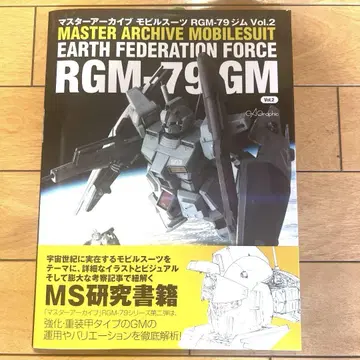 マスターアーカイブ モビルスーツ RGM-79 ジム Vol.2
MASTER ARCHIVE MOBILESUIT
EARTH FEDERATION FORCE
RGM-79 GM
Vol.2
GA Graphic
宇宙世紀に実在するモビルスーツを
テーマに、詳細なイラストとビジュアル
そして膨大な考察記事で紐解く
MS研究書籍
「マスターアーカイブ」RGM-79シリーズ第二弾は、
強化・重装甲タイプのGMの
運用やバリエーションを徹底解析!